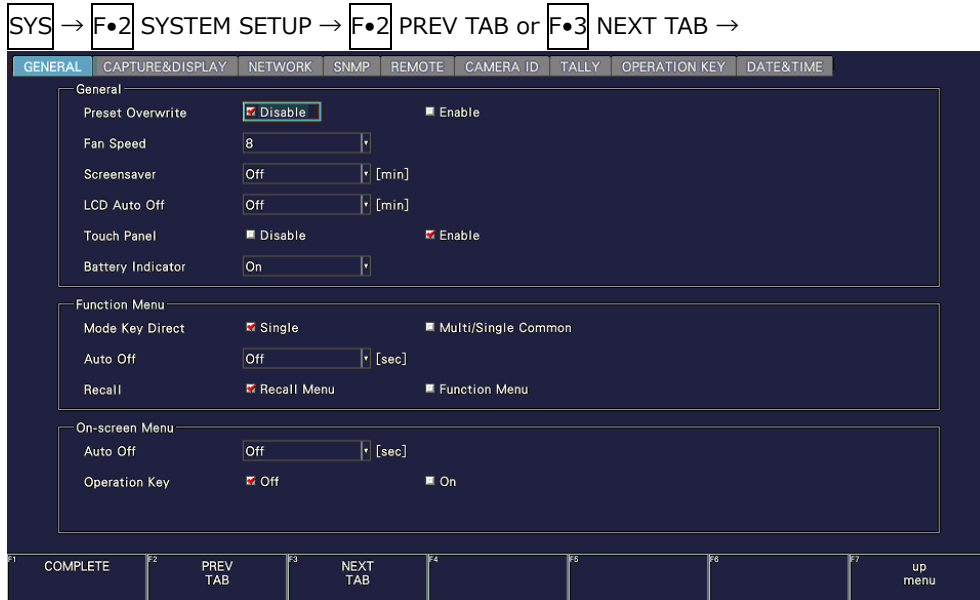 SYS → F•2 SYSTEM SETUP → F•2 PREV TAB or F•3 NEXT TAB →
GENERAL CAPTURE&DISPLAY NETWORK SNMP REMOTE CAMERA ID TALLY OPERATION KEY DATE&TIME
General
Preset Overwrite Disable Enable
Fan Speed 8
Screensaver Off [min]
LCD Auto Off Off [min]
Touch Panel Disable Enable
Battery Indicator On
Function Menu
Mode Key Direct Single Multi/Single Common
Auto Off Off [sec]
Recall Recall Menu Function Menu
On-screen Menu
Auto Off Off [sec]
Operation Key Off On
F1 COMPLETE F2 PREV TAB F3 NEXT TAB F4 F5 F6 F7 up menu